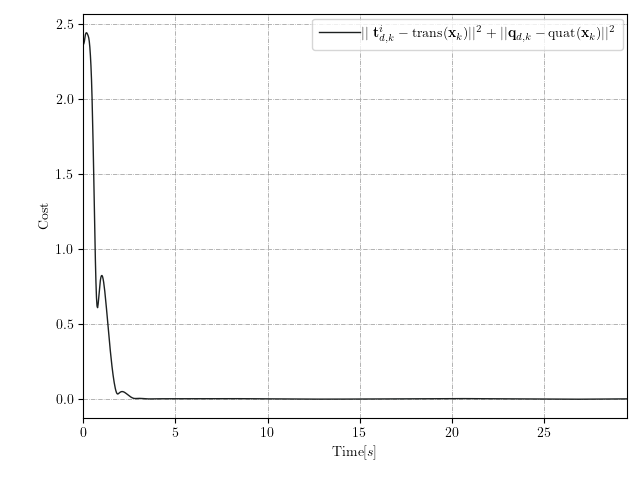 || t^i_{d,k} − trans(x_k)||^2 + ||q_{d,k} − quat(x_k)||^2
2.5
2.0
1.5
1.0
0.5
0.0
Cost
0 5 10 15 20 25
Time[s]